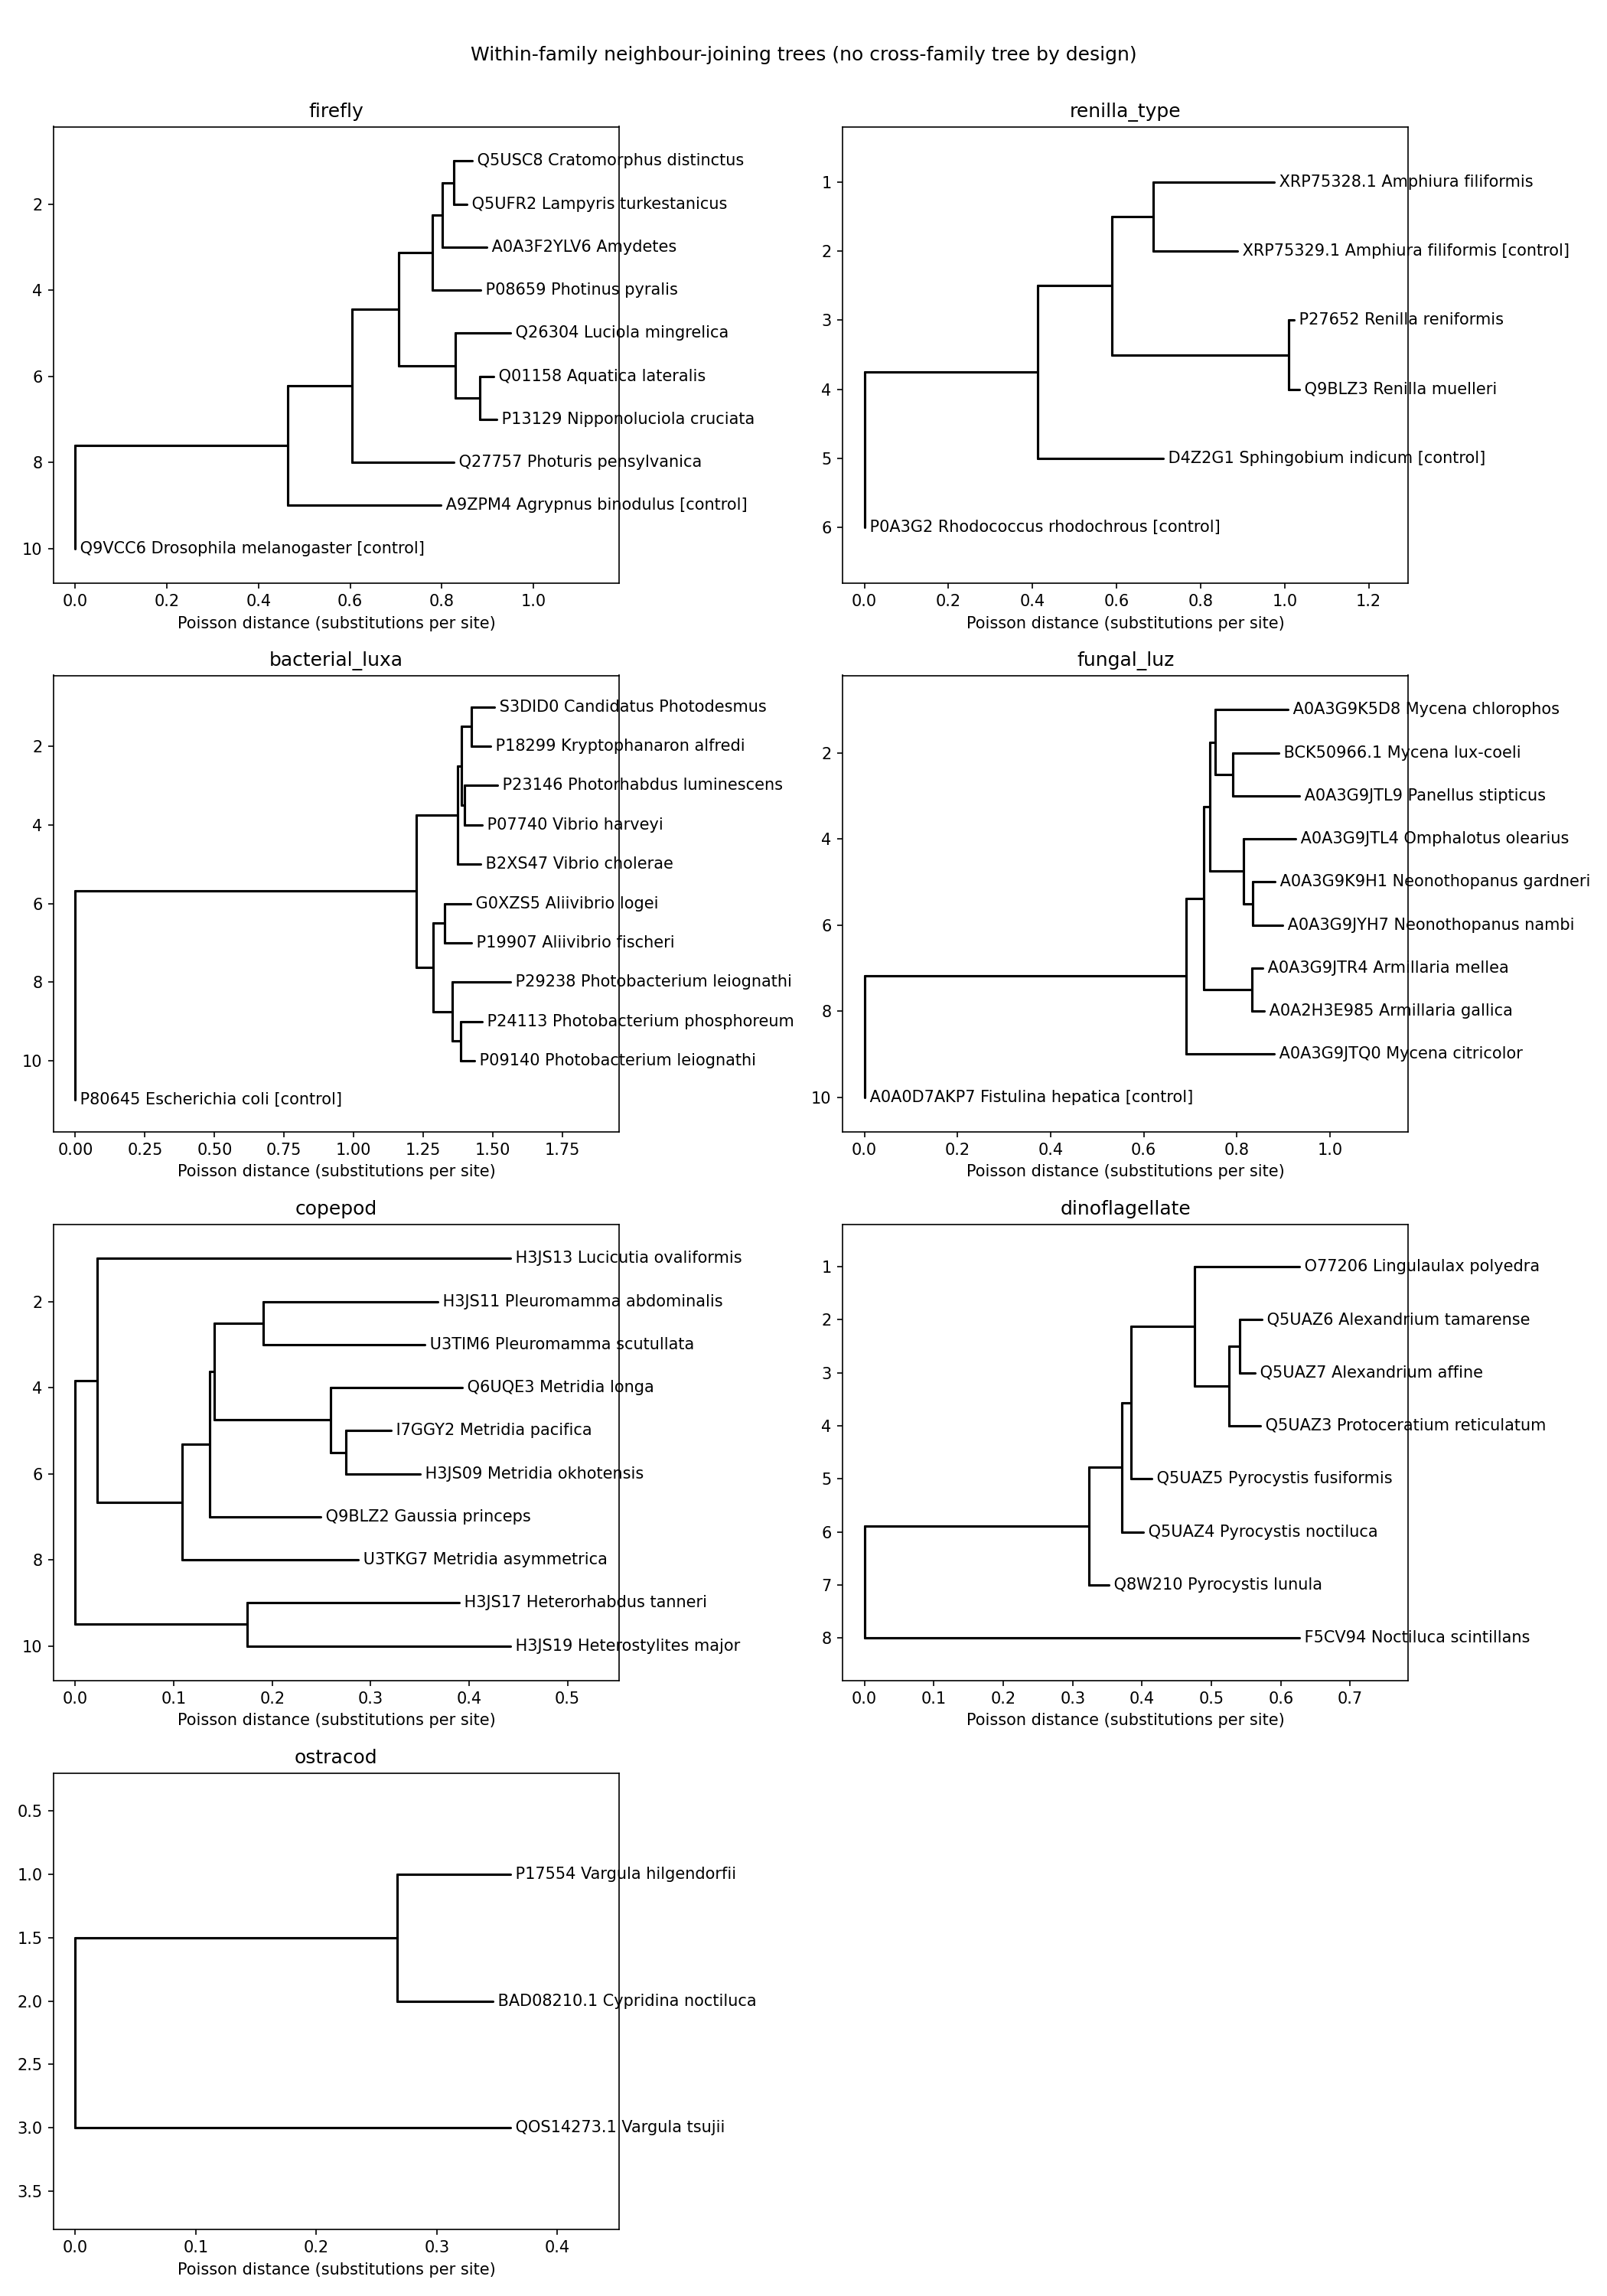 Within-family neighbour-joining trees (no cross-family tree by design)
firefly
Q5USC8 Cratomorphus distinctus
Q5UFR2 Lampyris turkestanicus
2
A0A3F2YLV6 Amydetes
P08659 Photinus pyralis
4
Q26304 Luciola mingrelica
Q01158 Aquatica lateralis
6
P13129 Nipponoluciola cruciata
Q27757 Photuris pensylvanica
8
A9ZPM4 Agrypnus binodulus [control]
Q9VCC6 Drosophila melanogaster [control]
10
0.0 0.2 0.4 0.6 0.8 1.0
Poisson distance (substitutions per site)
renilla_type
XRP75328.1 Amphiura filiformis
1
XRP75329.1 Amphiura filiformis [control]
2
P27652 Renilla reniformis
3
Q9BLZ3 Renilla muelleri
4
D4Z2G1 Sphingobium indicum [control]
5
P0A3G2 Rhodococcus rhodochrous [control]
6
0.0 0.2 0.4 0.6 0.8 1.0 1.2
Poisson distance (substitutions per site)
bacterial_luxa
S3DID0 Candidatus Photodesmus
P18299 Kryptophanaron alfredi
2
P23146 Photorhabdus luminescens
P07740 Vibrio harveyi
4
B2XS47 Vibrio cholerae
G0XZS5 Aliivibrio logei
6
P19907 Aliivibrio fischeri
P29238 Photobacterium leiognathi
8
P24113 Photobacterium phosphoreum
P09140 Photobacterium leiognathi
10
P80645 Escherichia coli [control]
0.00 0.25 0.50 0.75 1.00 1.25 1.50 1.75
Poisson distance (substitutions per site)
fungal_luz
A0A3G9K5D8 Mycena chlorophos
BCK50966.1 Mycena lux-coeli
2
A0A3G9JTL9 Panellus stipticus
A0A3G9JTL4 Omphalotus olearius
4
A0A3G9K9H1 Neonothopanus gardneri
A0A3G9JYH7 Neonothopanus nambi
6
A0A3G9JTR4 Armillaria mellea
A0A2H3E985 Armillaria gallica
8
A0A3G9JTQ0 Mycena citricolor
A0A0D7AKP7 Fistulina hepatica [control]
10
0.0 0.2 0.4 0.6 0.8 1.0
Poisson distance (substitutions per site)
copepod
H3JS13 Lucicutia ovaliformis
H3JS11 Pleuromamma abdominalis
2
U3TIM6 Pleuromamma scutullata
Q6UQE3 Metridia longa
4
I7GGY2 Metridia pacifica
H3JS09 Metridia okhotensis
6
Q9BLZ2 Gaussia princeps
U3TKG7 Metridia asymmetrica
8
H3JS17 Heterorhabdus tanneri
H3JS19 Heterostylites major
10
0.0 0.1 0.2 0.3 0.4 0.5
Poisson distance (substitutions per site)
dinoflagellate
O77206 Lingulaulax polyedra
1
Q5UAZ6 Alexandrium tamarense
2
Q5UAZ7 Alexandrium affine
3
Q5UAZ3 Protoceratium reticulatum
4
Q5UAZ5 Pyrocystis fusiformis
5
Q5UAZ4 Pyrocystis noctiluca
6
Q8W210 Pyrocystis lunula
7
F5CV94 Noctiluca scintillans
8
0.0 0.1 0.2 0.3 0.4 0.5 0.6 0.7
Poisson distance (substitutions per site)
ostracod
0.5
P17554 Vargula hilgendorfii
1.0
1.5
BAD08210.1 Cypridina noctiluca
2.0
2.5
QOS14273.1 Vargula tsujii
3.0
3.5
0.0 0.1 0.2 0.3 0.4
Poisson distance (substitutions per site)